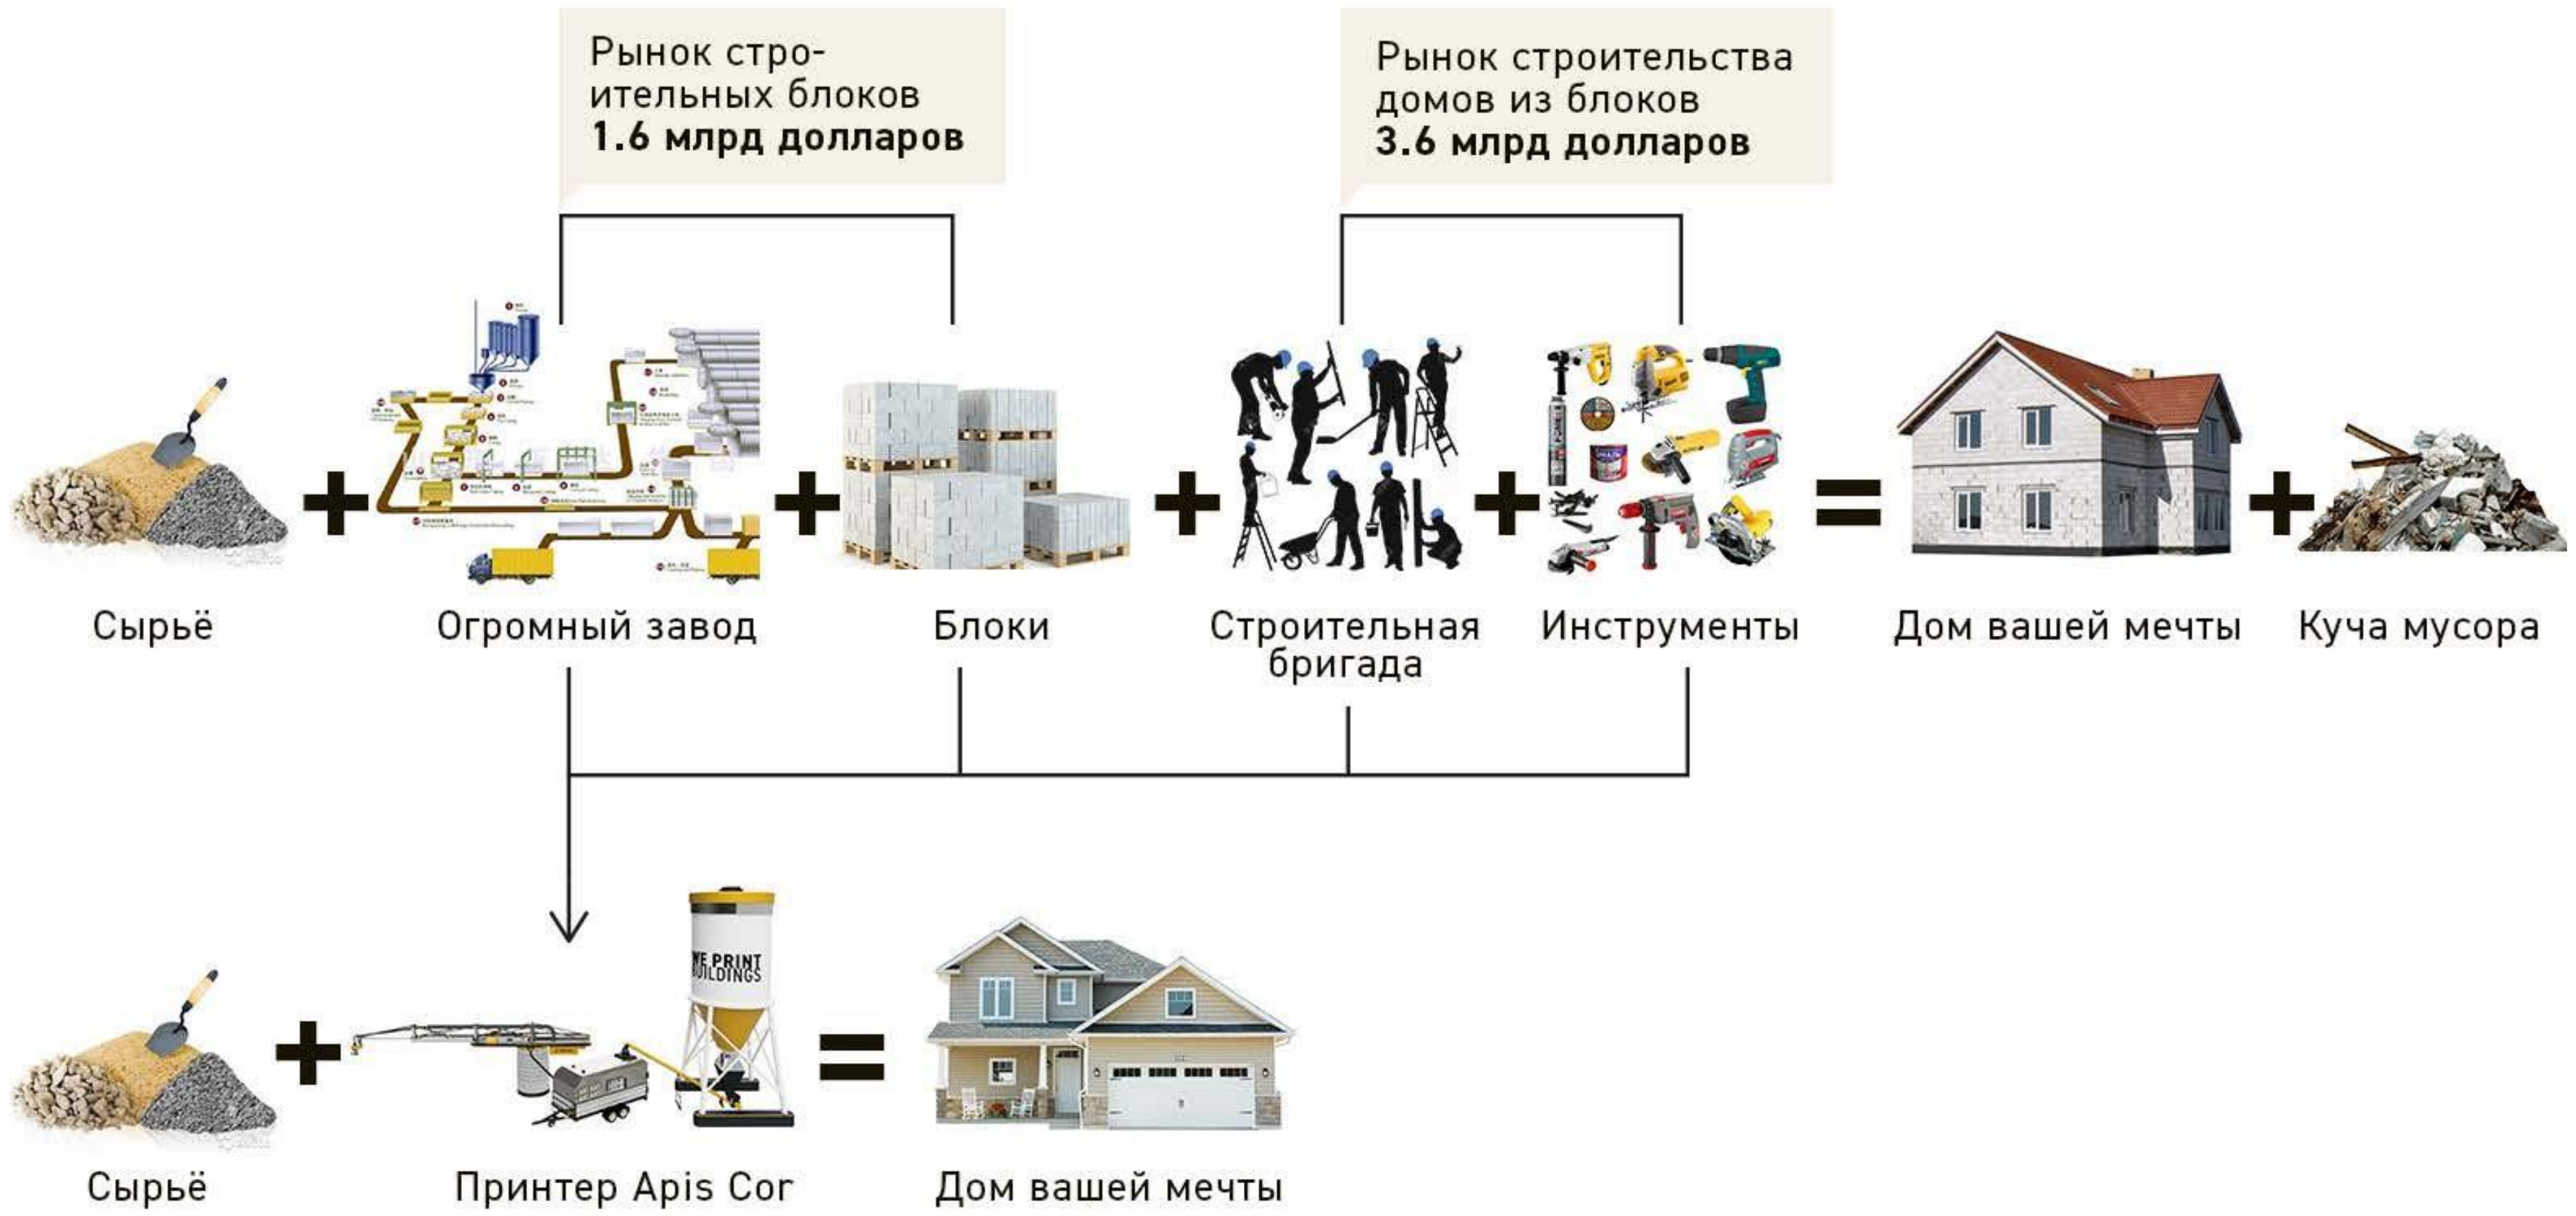 Рынок стро-
ительных блоков
1.6 млрд долларов
Рынок строительства
домов из блоков
3.6 млрд долларов
Сырьё
Огромный завод
Блоки
Строительная
бригада
Инструменты
Дом вашей мечты
Куча мусора
WE PRINT
BUILDINGS
Сырьё
Принтер Apis Cor
Дом вашей мечты